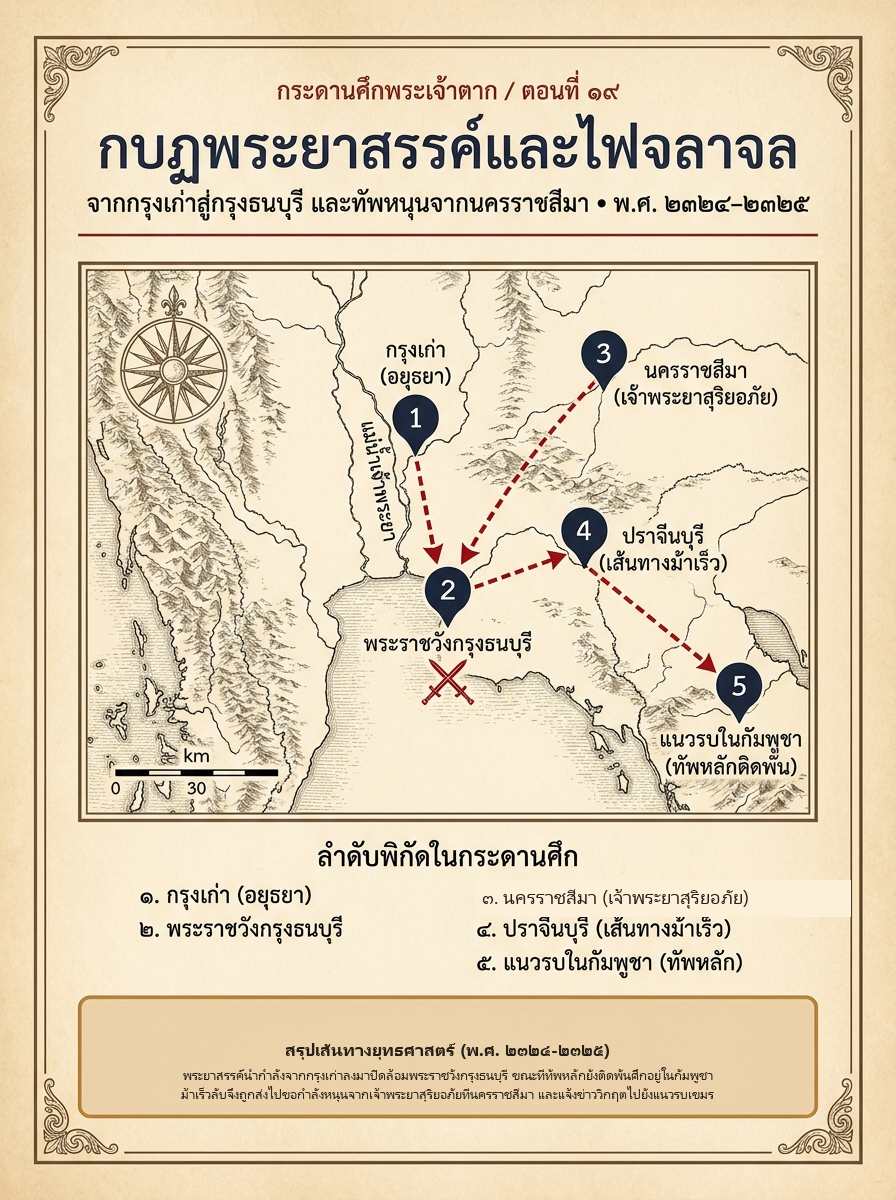 กระดานศึกพระเจ้าตาก / ตอนที่ ๑๙
กบฏพระยาสรรค์และไฟจลาจล
จากกรุงเก่าสู่กรุงธนบุรี และทัพหนุนจากนครราชสีมา • พ.ศ. ๒๓๒๔–๒๓๒๕
กรุงเก่า
(อยุธยา)
1
แม่น้ำเจ้าพระยา
3
นครราชสีมา
(เจ้าพระยาสุริยอภัย)
4
ปราจีนบุรี
(เส้นทางม้าเร็ว)
2
พระราชวังกรุงธนบุรี
5
แนวรบในกัมพูชา
(ทัพหลักติดพัน)
km
0 30
ลำดับพิกัดในกระดานศึก
๑. กรุงเก่า (อยุธยา)
๒. พระราชวังกรุงธนบุรี
๓. นครราชสีมา (เจ้าพระยาสุริยอภัย)
๔. ปราจีนบุรี (เส้นทางม้าเร็ว)
๕. แนวรบในกัมพูชา (ทัพหลัก)
สรุปเส้นทางยุทธศาสตร์ (พ.ศ. ๒๓๒๔-๒๓๒๕)
พระยาสรรค์นำกำลังจากกรุงเก่าลงมาปิดล้อมพระราชวังกรุงธนบุรี ขณะที่ทัพหลักยังติดพันศึกอยู่ในกัมพูชา
ม้าเร็วลับจึงถูกส่งไปขอกำลังหนุนจากเจ้าพระยาสุริยอภัยที่นครราชสีมา และแจ้งข่าววิกฤตไปยังแนวรบเขมร